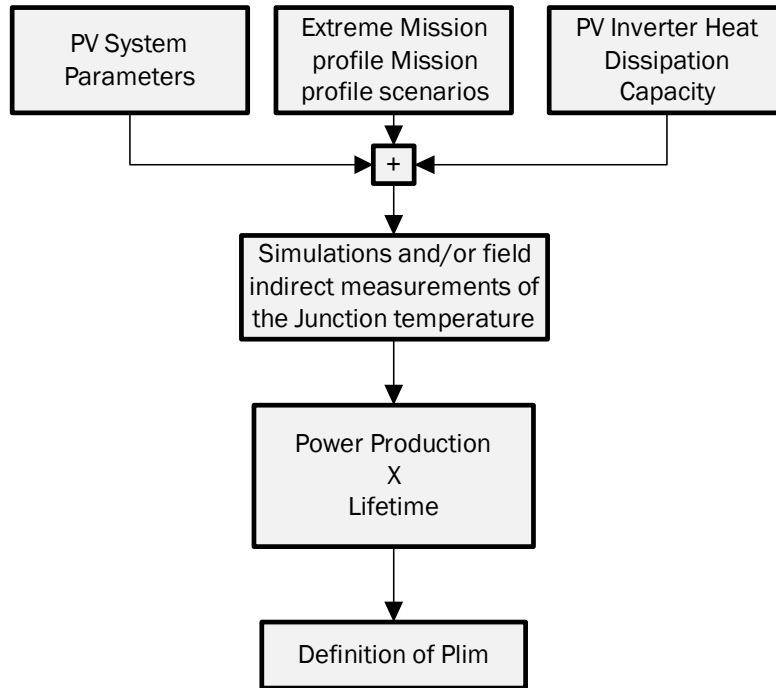 PV System
Parameters
Extreme Mission
profile Mission
profile scenarios
PV Inverter Heat
Dissipation
Capacity
+
Simulations and/or field
indirect measurements of
the Junction temperature
Power Production
X
Lifetime
Definition of Plim